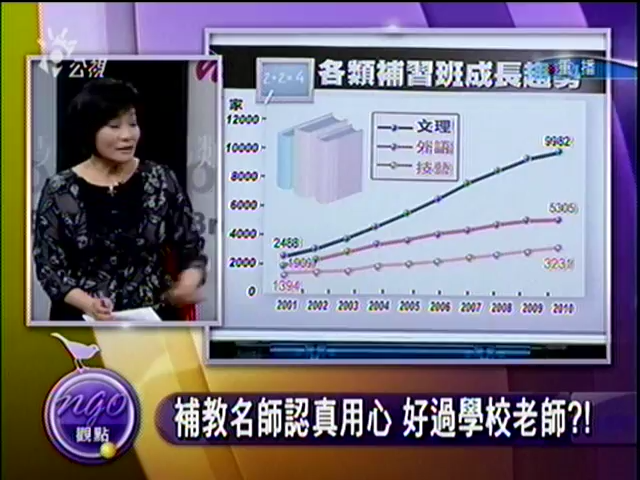 公視
重播
2+2=4
各類補習班成長趨勢
家
12000
10000
8000
6000
4000
2000
0
文理
外語
技藝
9982
5305
3231
2488
1909
1394
2001 2002 2003 2004 2005 2006 2007 2008 2009 2010
ngo
觀點
補教名師認真用心 好過學校老師?!